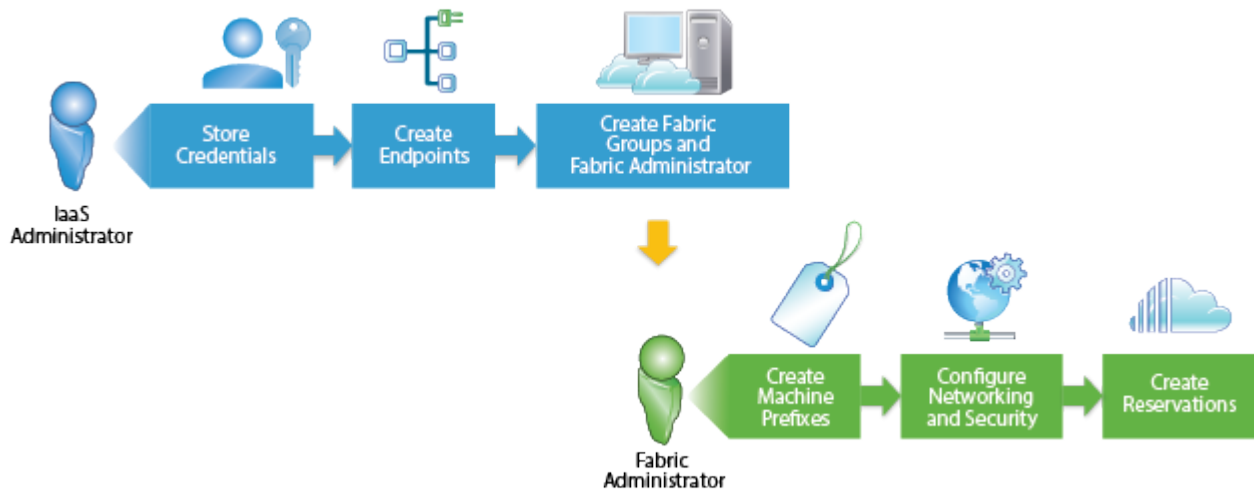 Store
Credentials
Create
Endpoints
Create Fabric
Groups and
Fabric Administrator
IaaS
Administrator
Create
Machine
Prefixes
Configure
Networking
and Security
Create
Reservations
Fabric
Administrator